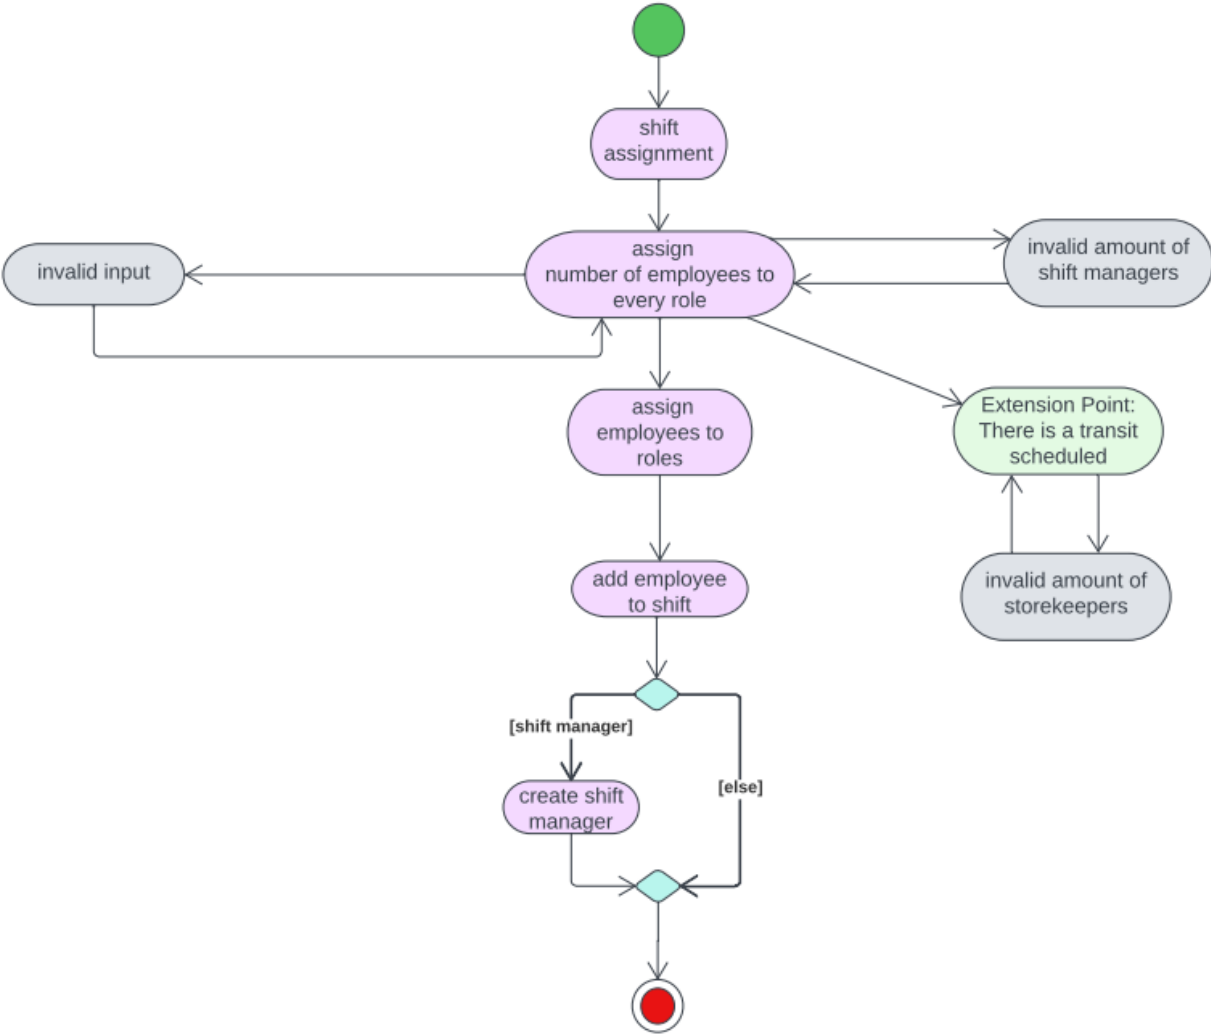 shift
assignment
assign
number of employees to
every role
invalid input
invalid amount of
shift managers
assign
employees to
roles
Extension Point:
There is a transit
scheduled
add employee
to shift
invalid amount of
storekeepers
[shift manager]
[else]
create shift
manager